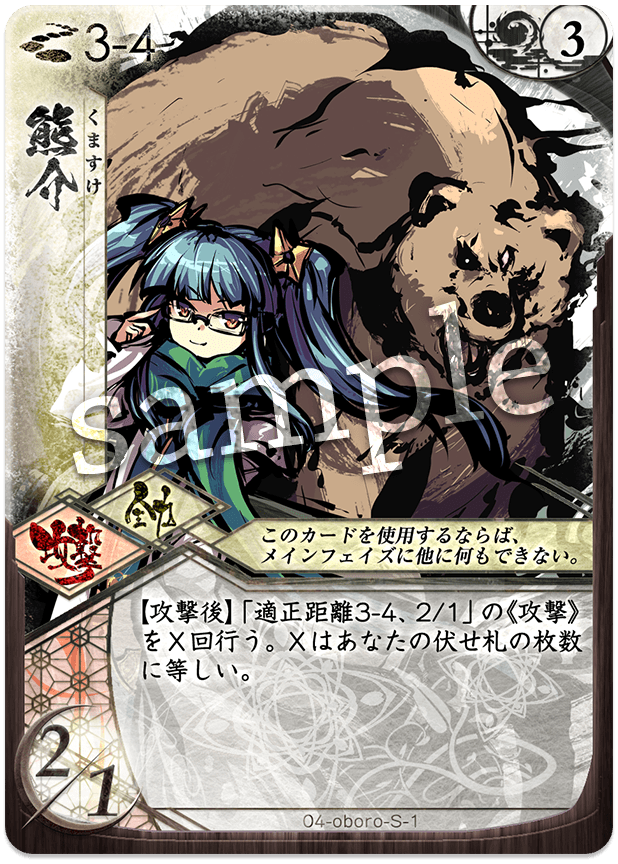 3-4
3
熊介
くますけ
sample
攻撃
全力
このカードを使用するならば、
メインフェイズに他に何もできない。
【攻撃後】「適正距離3-4、2/1」の《攻撃》
をX回行う。Xはあなたの伏せ札の枚数
に等しい。
2/1
04-oboro-S-1